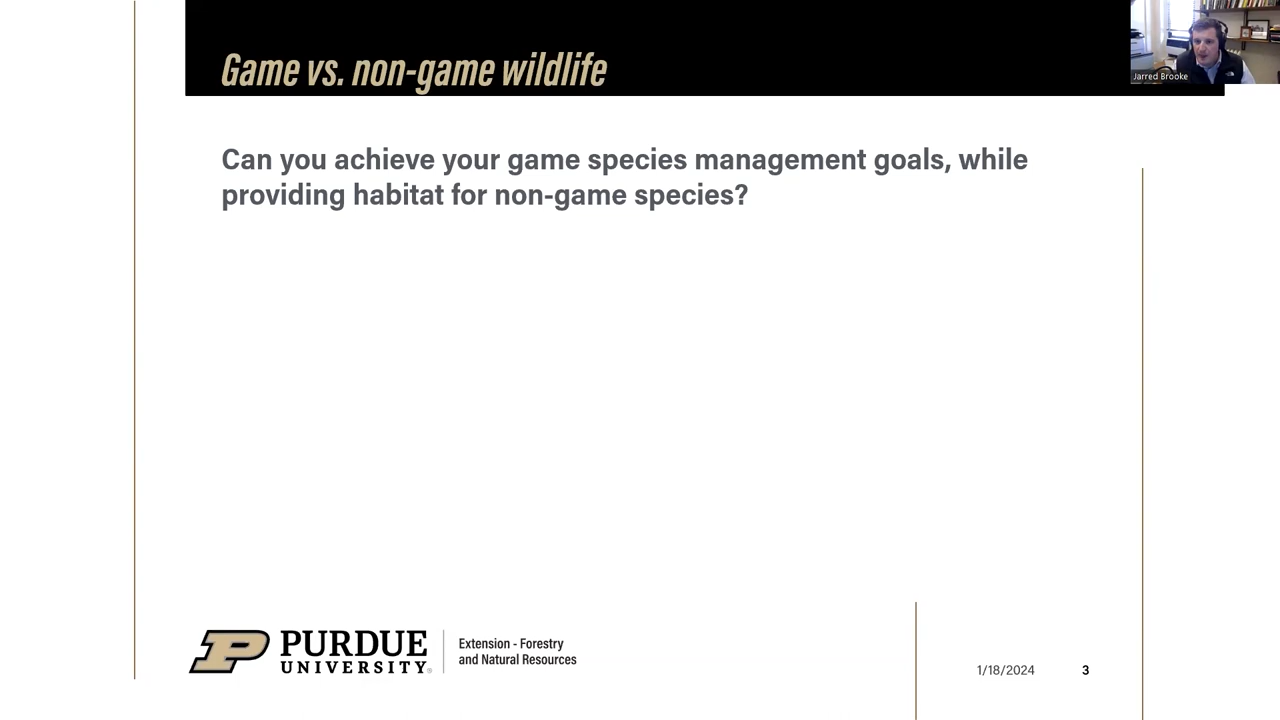 Game vs. non-game wildlife
Jarred Brooke
Can you achieve your game species management goals, while
providing habitat for non-game species?
P
PURDUE
UNIVERSITY®
Extension - Forestry
and Natural Resources
1/18/2024
3